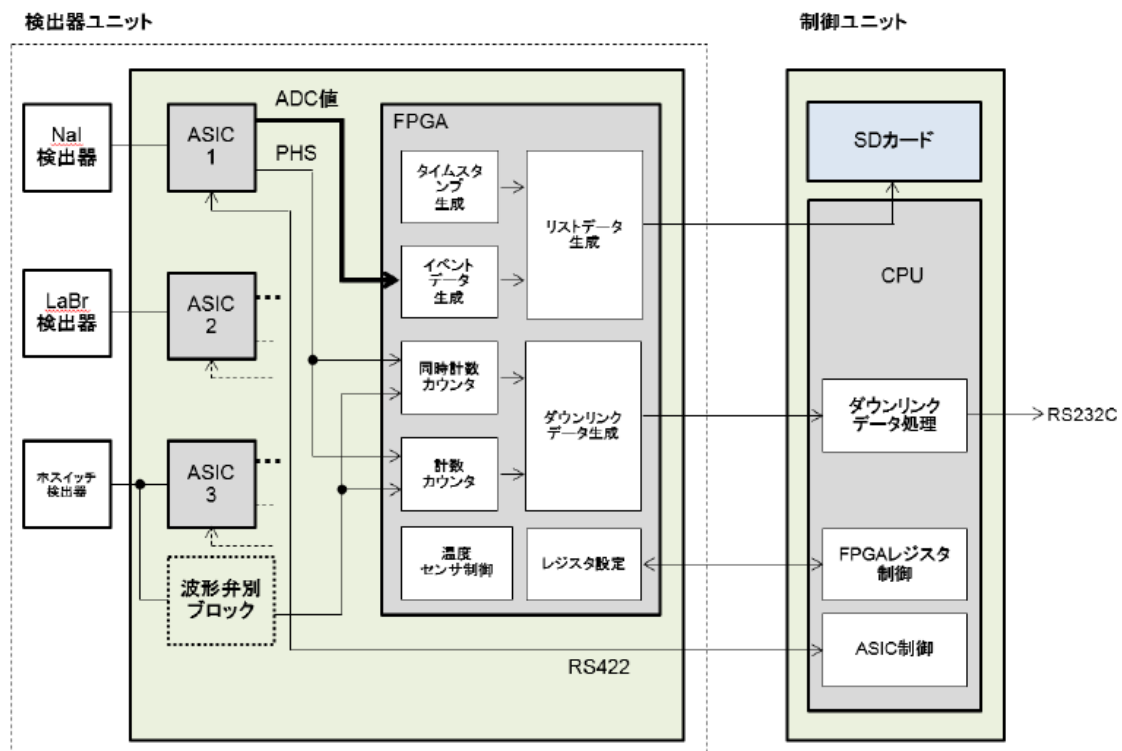 検出器ユニット
制御ユニット
NaI
検出器
ASIC
1
ADC値
PHS
FPGA
タイムスタ
ンプ
生成
イベント
データ
生成
リストデータ
生成
SDカード
CPU
LaBr
検出器
ASIC
2
同時計数
カウンタ
計数
カウンタ
ダウンリンク
データ生成
ダウンリンク
データ処理
RS232C
ホスイッチ
検出器
ASIC
3
波形弁別
ブロック
温度
センサ制御
レジスタ設定
FPGAレジスタ
制御
ASIC制御
RS422